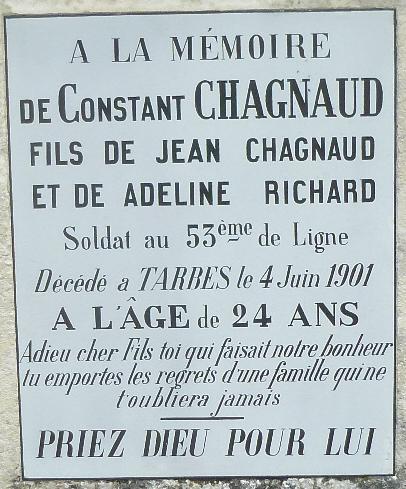 A LA MÉMOIRE
DE CONSTANT CHAGNAUD
FILS DE JEAN CHAGNAUD
ET DE ADELINE RICHARD
Soldat au 53ème de Ligne
Décédé a TARBES le 4 Juin 1901
A L'ÂGE de 24 ANS
Adieu cher Fils toi qui faisait notre bonheur
tu emportes les regrets d'une famille qui ne
t'oubliera jamais
PRIEZ DIEU POUR LUI